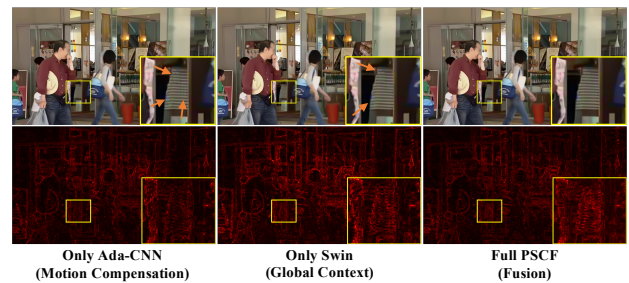 Only Ada-CNN
(Motion Compensation)
Only Swin
(Global Context)
Full PSCF
(Fusion)